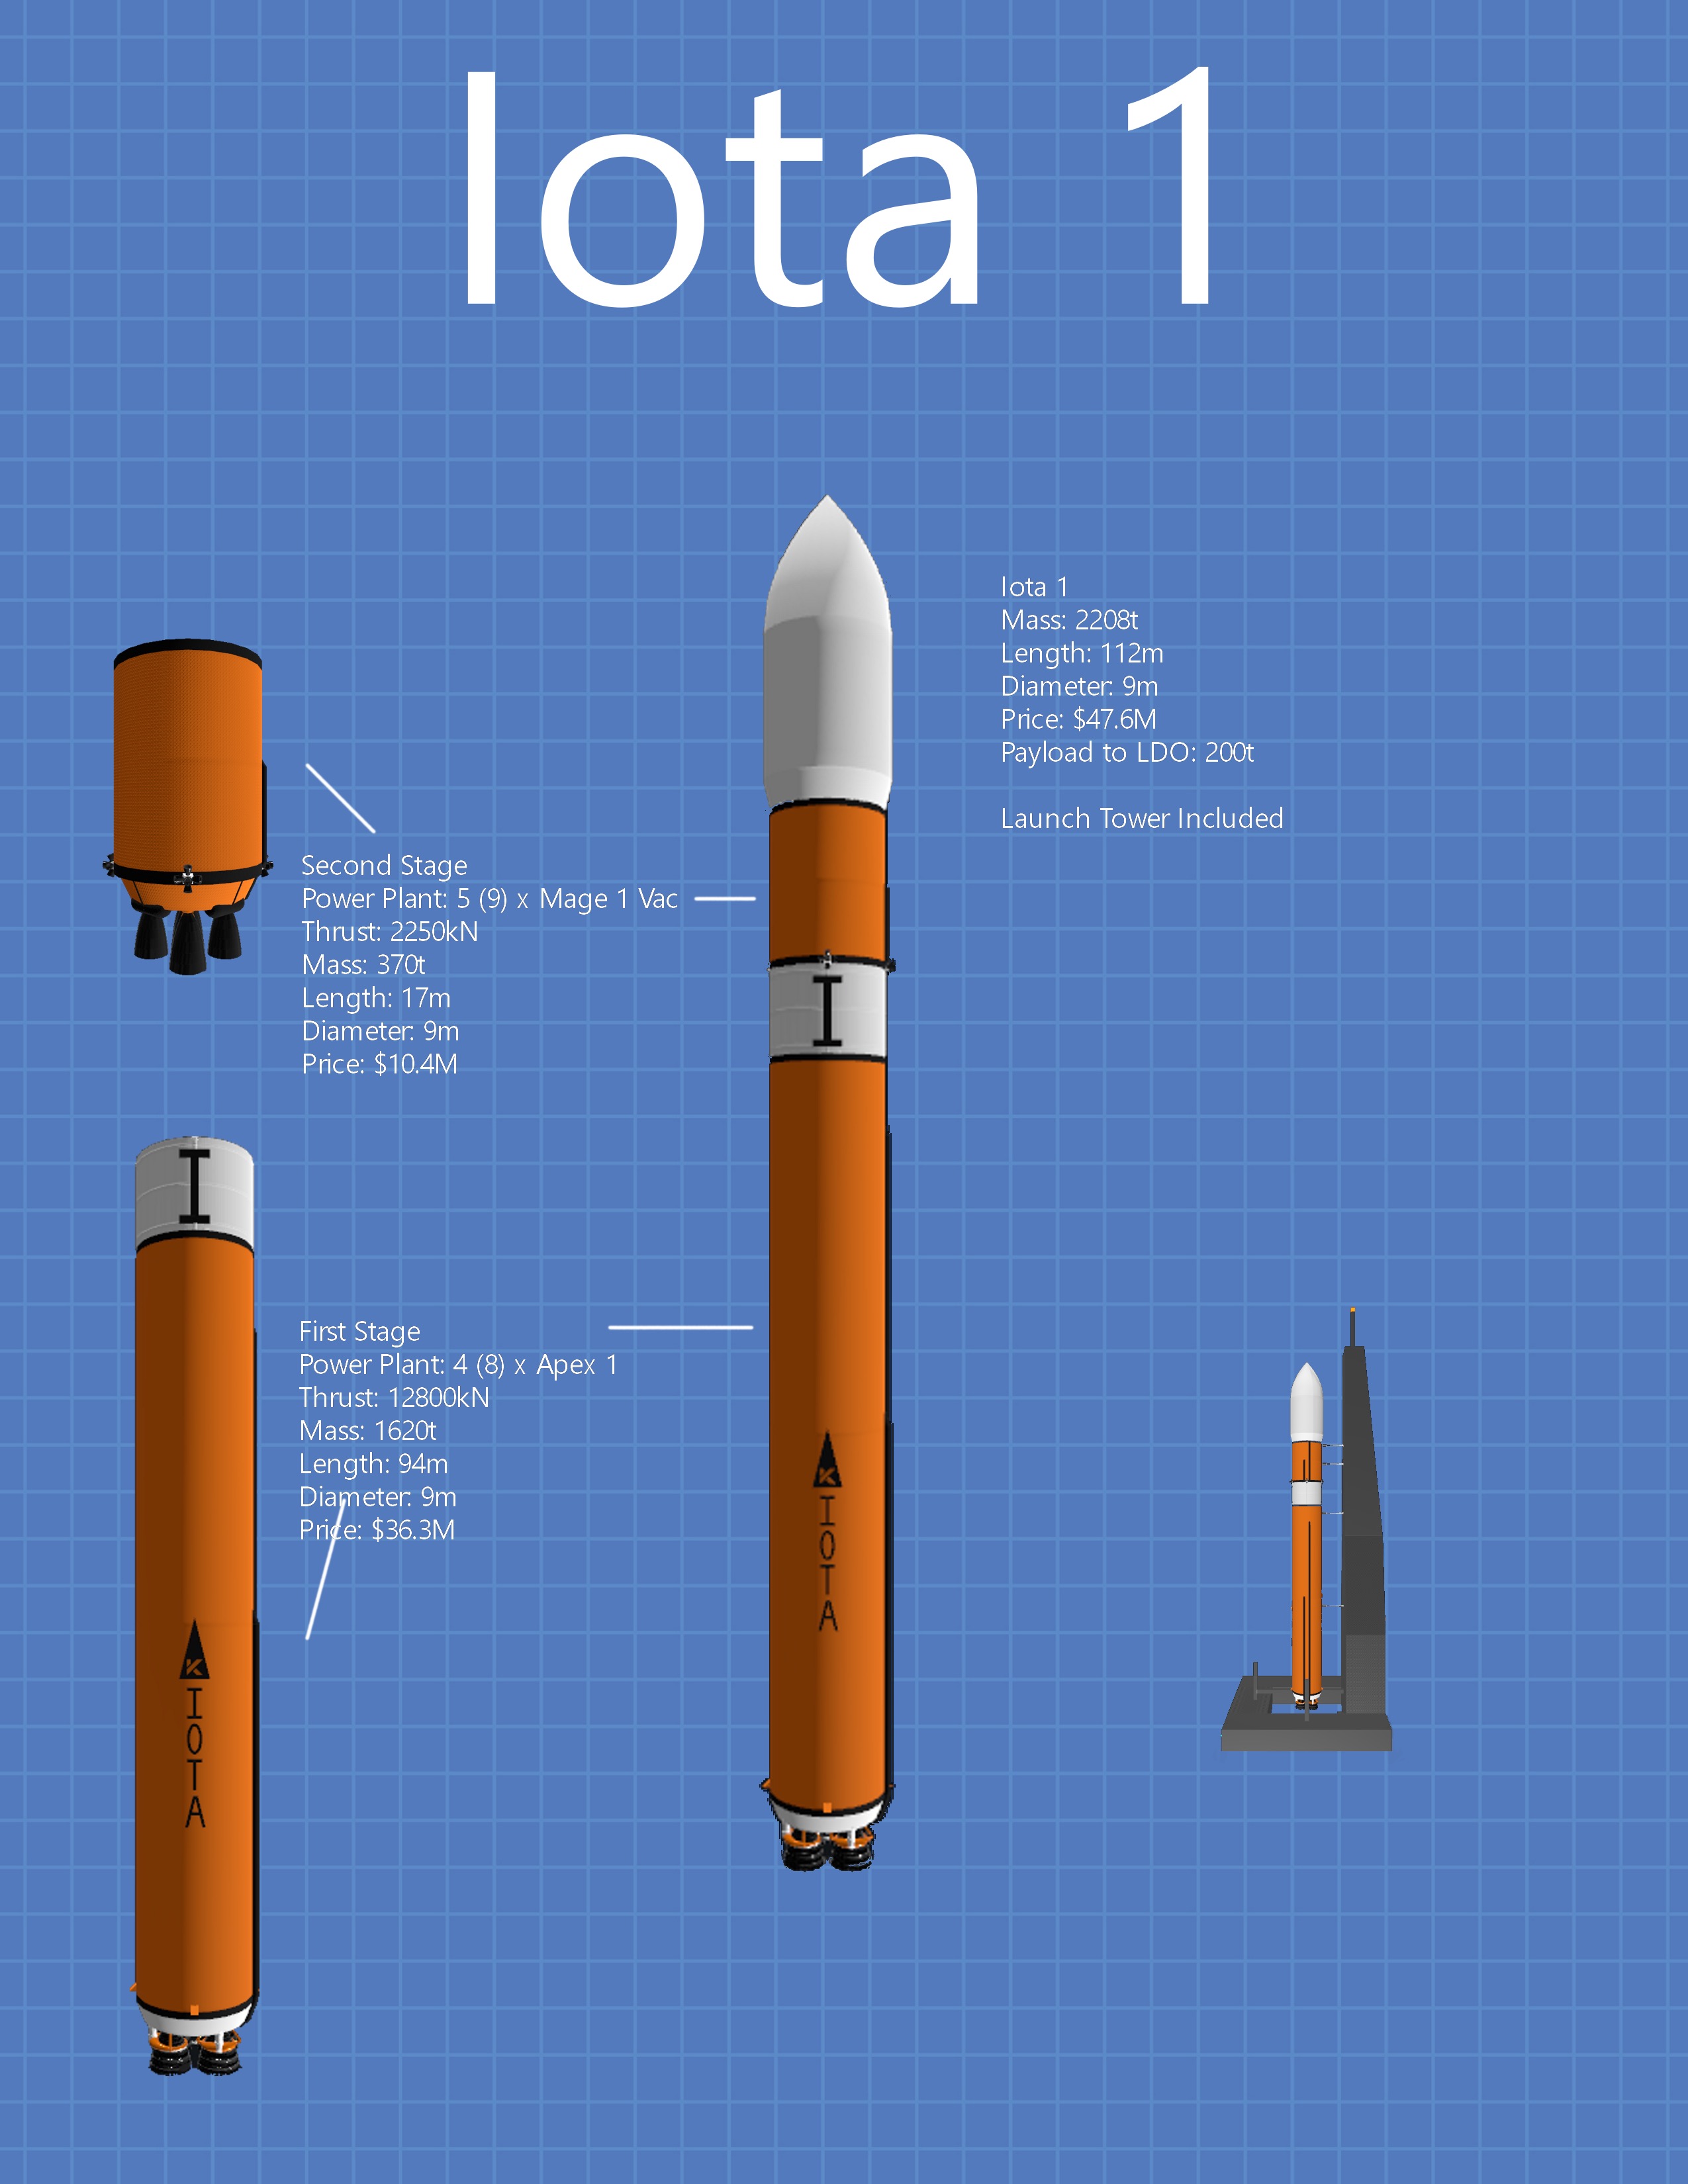 Iota 1
Iota 1
Mass: 2208t
Length: 112m
Diameter: 9m
Price: $47.6M
Payload to LDO: 200t
Launch Tower Included
Second Stage
Power Plant: 5 (9) x Mage 1 Vac
Thrust: 2250kN
Mass: 370t
Length: 17m
Diameter: 9m
Price: $10.4M
I
I
First Stage
Power Plant: 4 (8) x Apex 1
Thrust: 12800kN
Mass: 1620t
Length: 94m
Diameter: 9m
Price: $36.3M
K
IOTA
K
IOTA